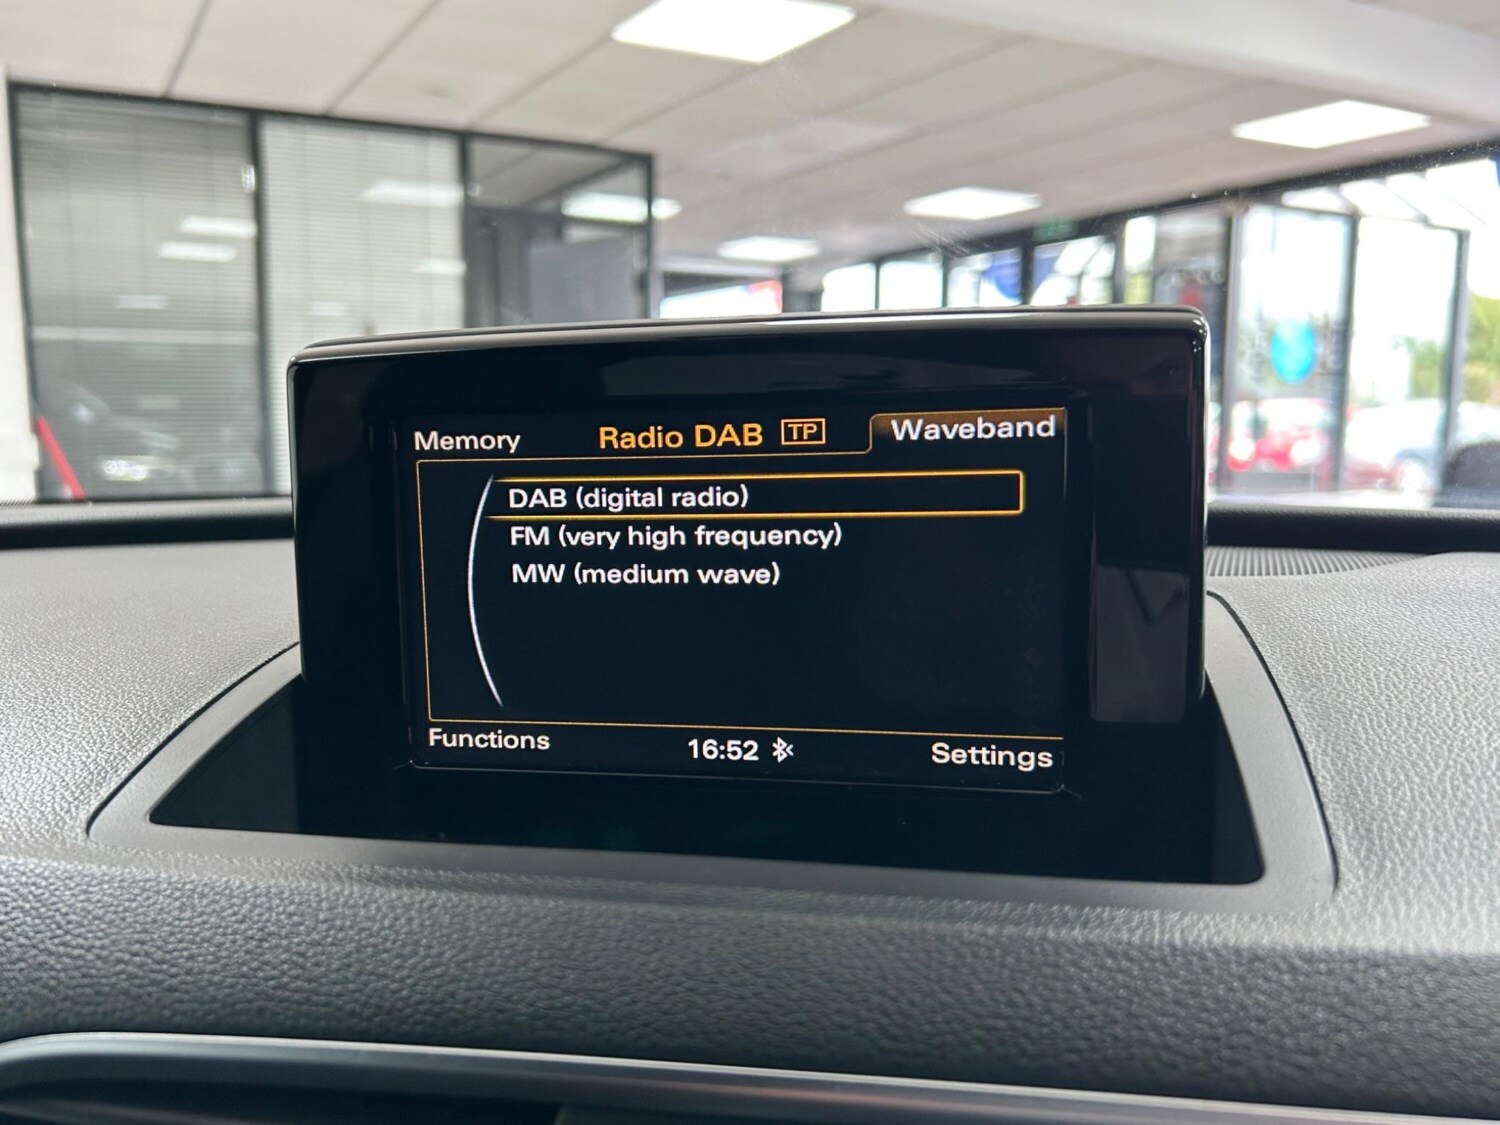 Memory Radio DAB TP Waveband
DAB (digital radio)
FM (very high frequency)
MW (medium wave)
Functions 16:52 Settings